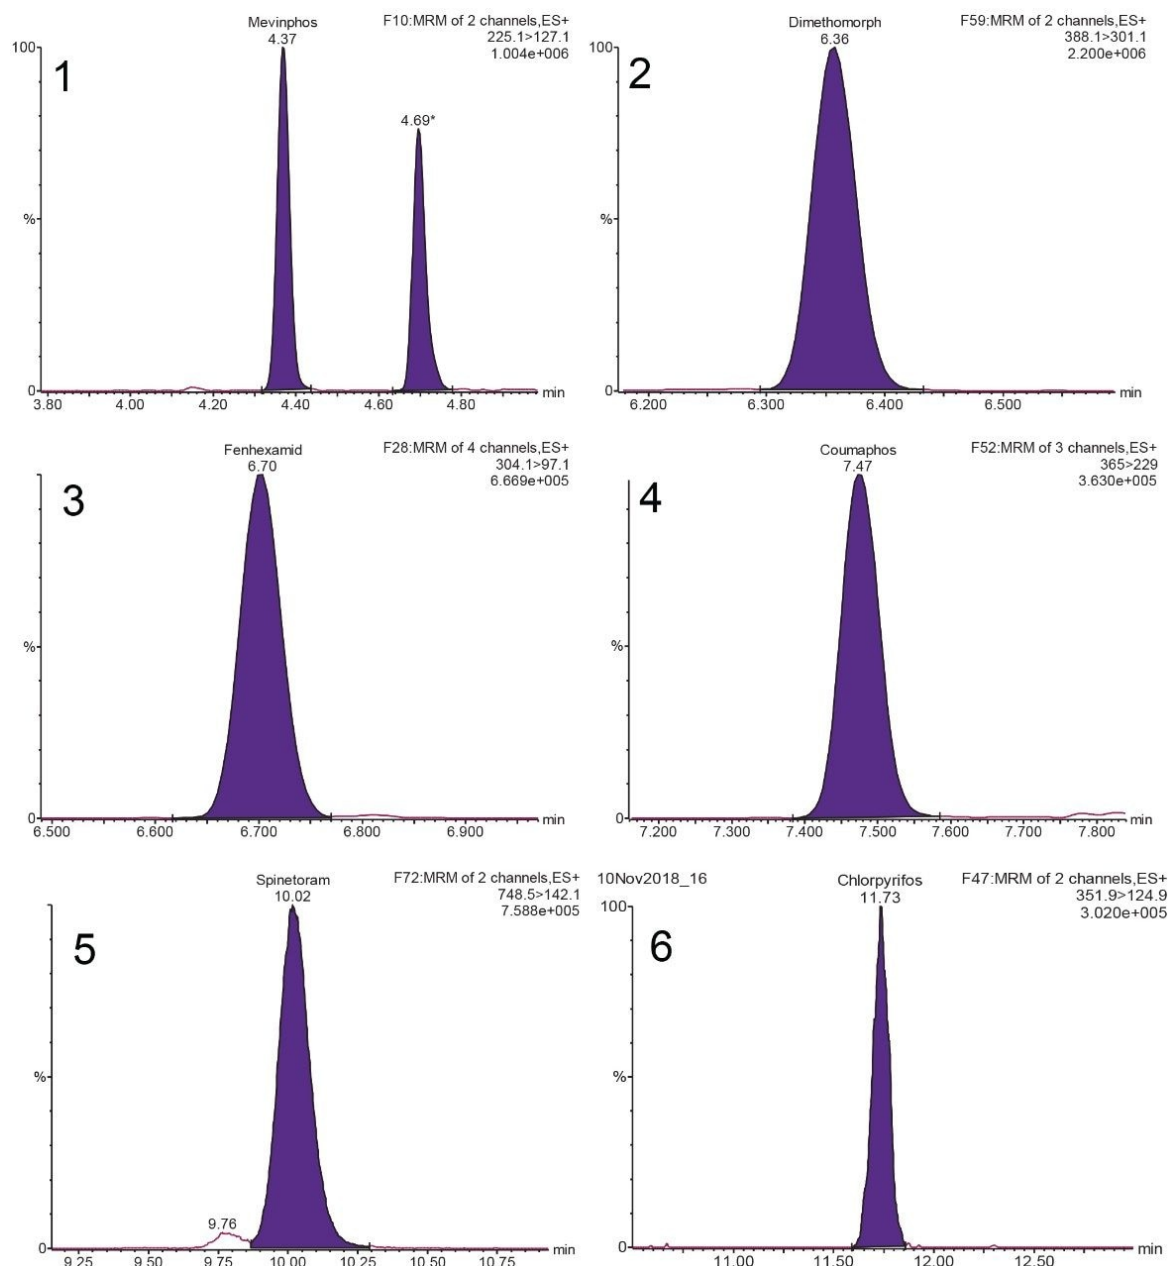 1
Mevinphos
4.37
4.69*
F10:MRM of 2 channels,ES+
225.1>127.1
1.004e+006
100
%
0
3.80 4.00 4.20 4.40 4.60 4.80 min
2
Dimethomorph
6.36
F59:MRM of 2 channels,ES+
388.1>301.1
2.200e+006
100
%
0
6.200 6.300 6.400 6.500 min
3
Fenhexamid
6.70
F28:MRM of 4 channels,ES+
304.1>97.1
6.669e+005
%
0
6.500 6.600 6.700 6.800 6.900 min
4
Coumaphos
7.47
F52:MRM of 3 channels,ES+
365>229
3.630e+005
%
0
7.200 7.300 7.400 7.500 7.600 7.700 7.800 min
5
Spinetoram
10.02
9.76
F72:MRM of 2 channels,ES+
748.5>142.1
7.588e+005
%
0
9.25 9.50 9.75 10.00 10.25 10.50 10.75 min
10Nov2018_16
6
Chlorpyrifos
11.73
F47:MRM of 2 channels,ES+
351.9>124.9
3.020e+005
100
%
0
11.00 11.50 12.00 12.50 min